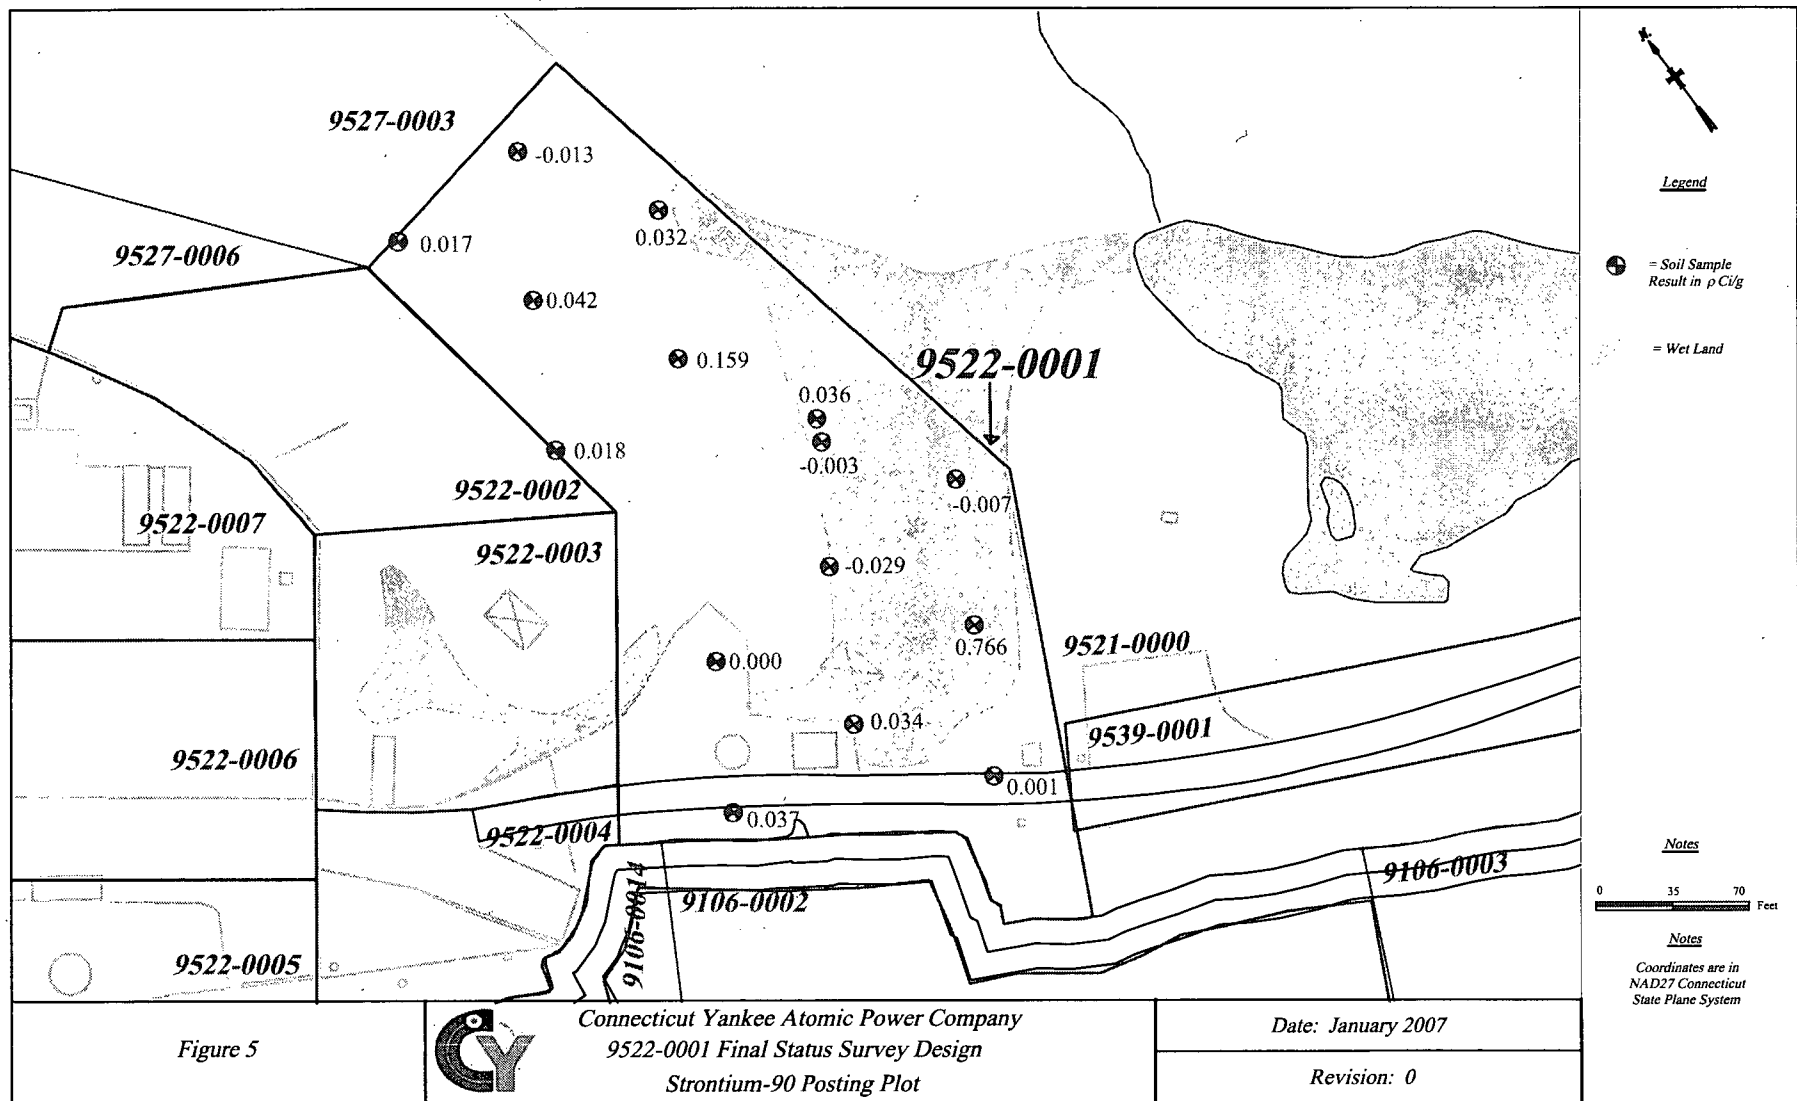 9527-0003
-0.013
0.032
0.017
9527-0006
0.042
0.159
9522-0001
0.036
-0.003
0.018
-0.007
9522-0002
9522-0007
9522-0003
-0.029
0.766
9521-0000
0.000
0.034
9539-0001
9522-0006
0.001
0.037
9522-0004
9106-0003
9106-0014
9106-0002
9522-0005
N
Legend
= Soil Sample
Result in ρ Ci/g
= Wet Land
Notes
0 35 70
Feet
Notes
Coordinates are in
NAD27 Connecticut
State Plane System
Figure 5
CY
Connecticut Yankee Atomic Power Company
9522-0001 Final Status Survey Design
Strontium-90 Posting Plot
Date: January 2007
Revision: 0